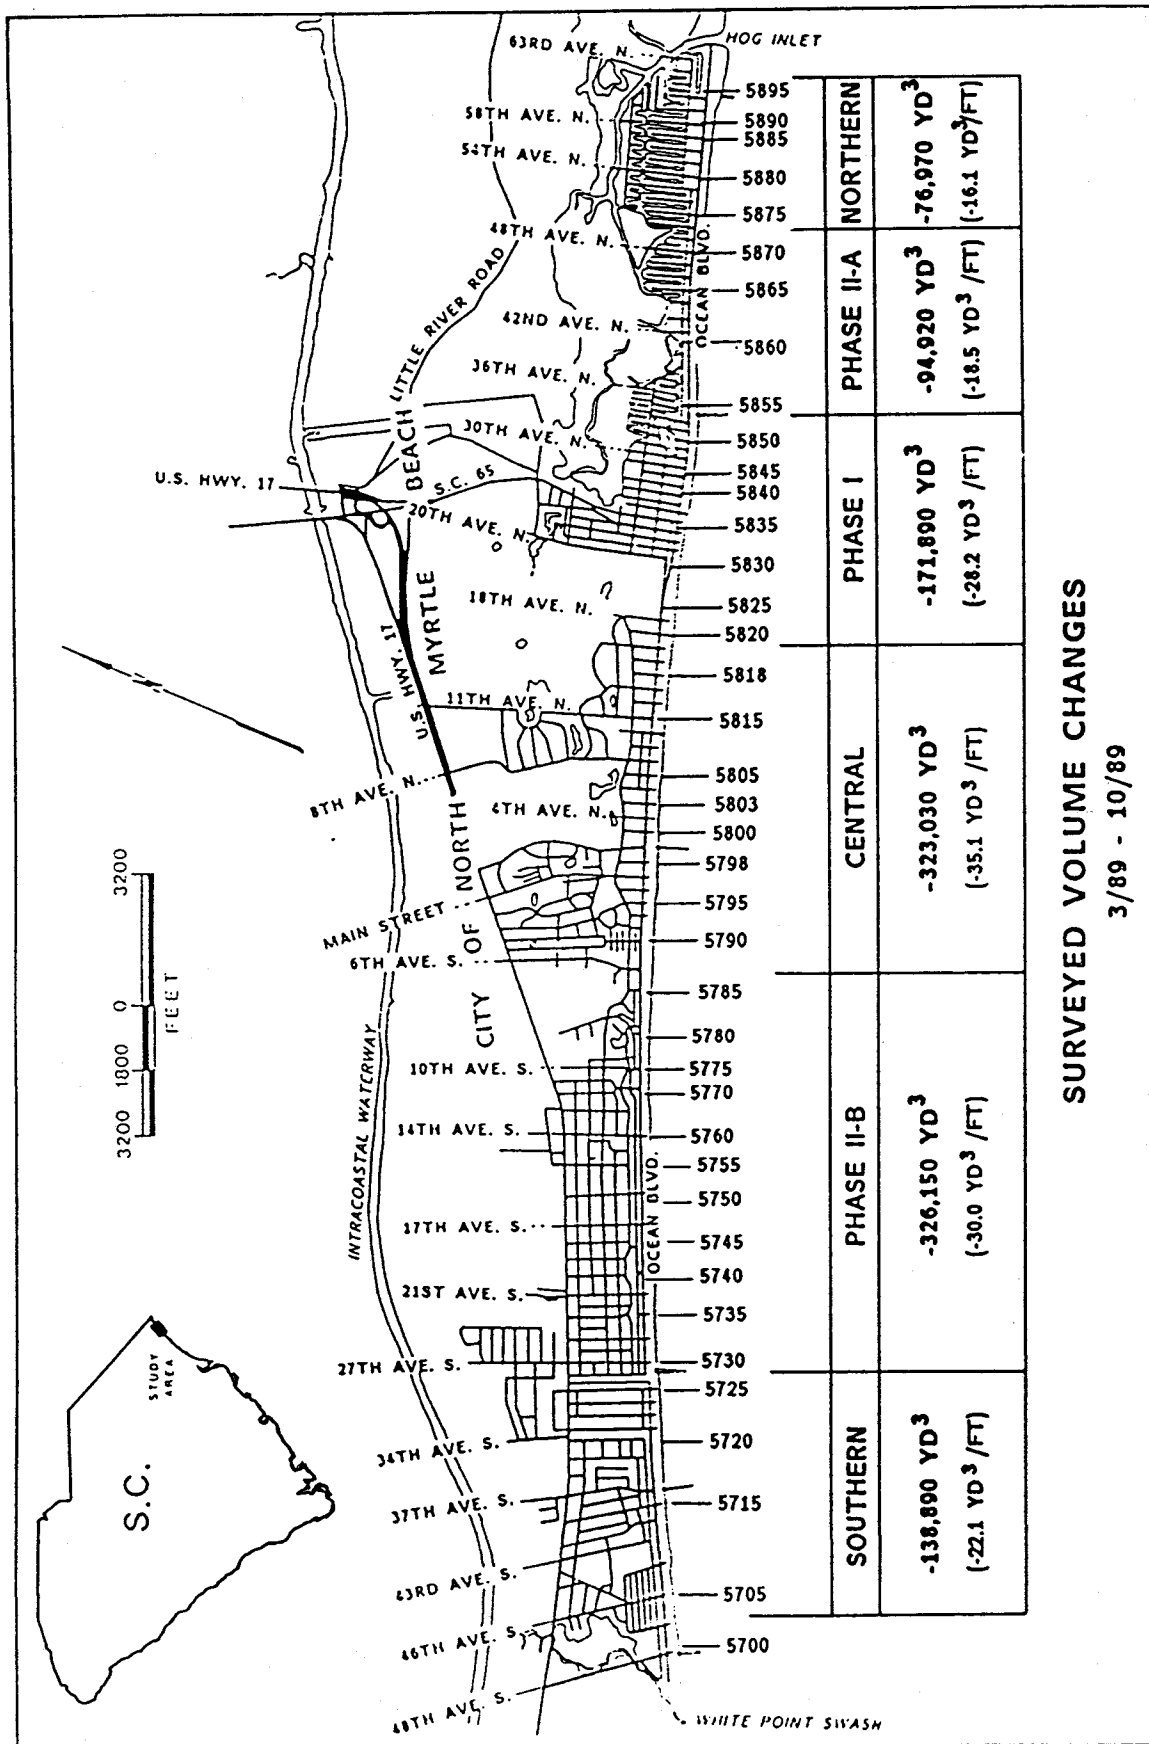 63RD AVE. N.
HOG INLET
58TH AVE. N.
54TH AVE. N.
48TH AVE. N.
42ND AVE. N.
36TH AVE. N.
30TH AVE. N.
S.C. 65
20TH AVE. N.
18TH AVE. N.
11TH AVE. N.
8TH AVE. N.
4TH AVE. N.
MAIN STREET
6TH AVE. S.
10TH AVE. S.
14TH AVE. S.
17TH AVE. S.
21ST AVE. S.
27TH AVE. S.
34TH AVE. S.
37TH AVE. S.
43RD AVE. S.
46TH AVE. S.
48TH AVE. S.
WHITE POINT SWASH
U.S. HWY. 17
U.S. HWY. 17
LITTLE RIVER ROAD
CITY OF NORTH MYRTLE BEACH
INTRACOASTAL WATERWAY
OCEAN BLVD.
OCEAN BLVD.
3200 1800 0 3200
FEET
S.C.
STUDY
AREA
5895
5890
5885
5880
5875
5870
5865
5860
5855
5850
5845
5840
5835
5830
5825
5820
5818
5815
5805
5803
5800
5798
5795
5790
5785
5780
5775
5770
5760
5755
5750
5745
5740
5735
5730
5725
5720
5715
5705
5700
SOUTHERN
-138,890 YD³
(-22.1 YD³/FT)
PHASE II-B
-326,150 YD³
(-30.0 YD³/FT)
CENTRAL
-323,030 YD³
(-35.1 YD³/FT)
PHASE I
-171,890 YD³
(-28.2 YD³/FT)
PHASE II-A
-94,920 YD³
(-18.5 YD³/FT)
NORTHERN
-76,970 YD³
(-16.1 YD³/FT)
SURVEYED VOLUME CHANGES
3/89 - 10/89